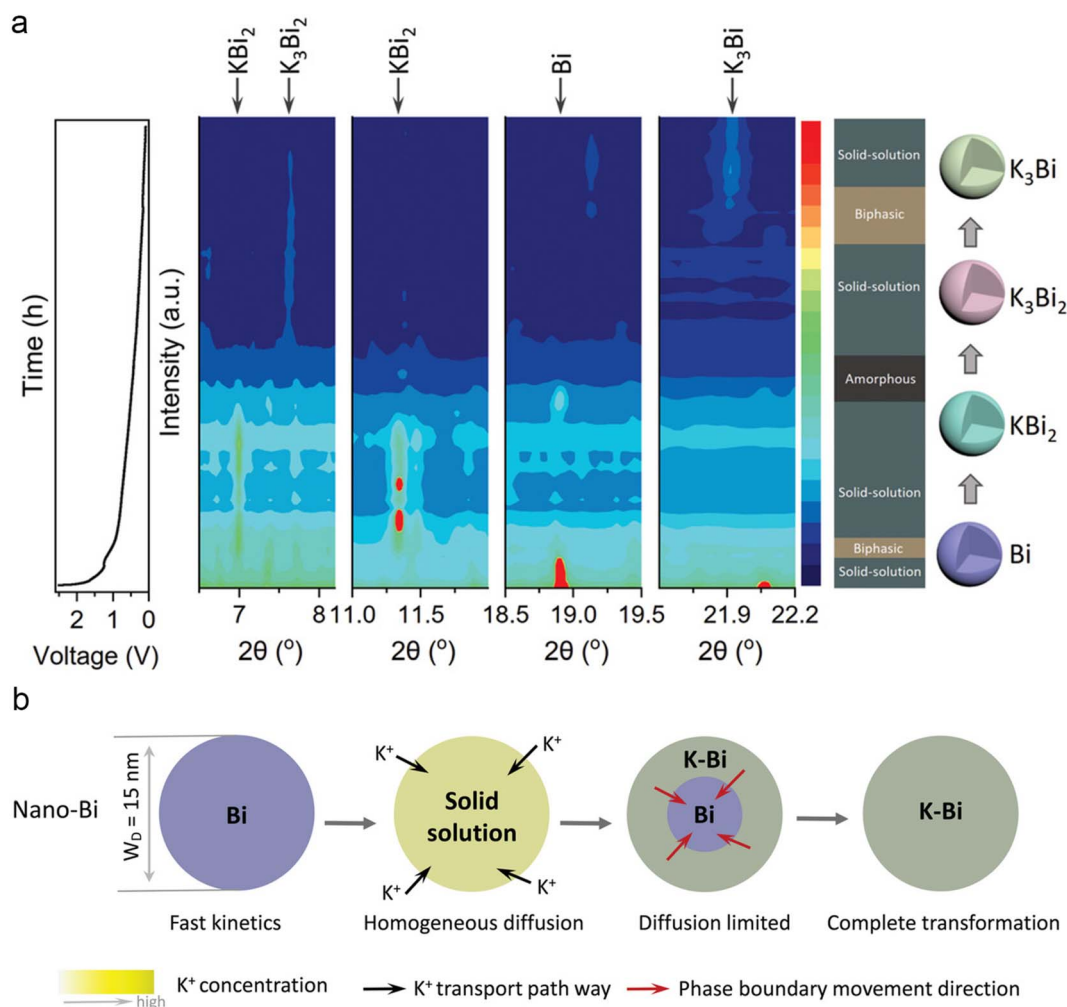 a
KBi₂
K₃Bi₂
KBi₂
Bi
K₃Bi
Time (h)
Intensity (a.u.)
Solid-solution
Biphasic
Solid-solution
Amorphous
Solid-solution
Biphasic
Solid-solution
K₃Bi
K₃Bi₂
KBi₂
Bi
2 1 0
7 8
11.0 11.5
18.5 19.0 19.5
21.9 22.2
Voltage (V)
2θ (°)
2θ (°)
2θ (°)
2θ (°)
b
Nano-Bi
W_D = 15 nm
Bi
K⁺
K⁺
Solid
solution
K⁺
K⁺
K-Bi
Bi
K-Bi
Fast kinetics
Homogeneous diffusion
Diffusion limited
Complete transformation
high
K⁺ concentration
K⁺ transport path way
Phase boundary movement direction